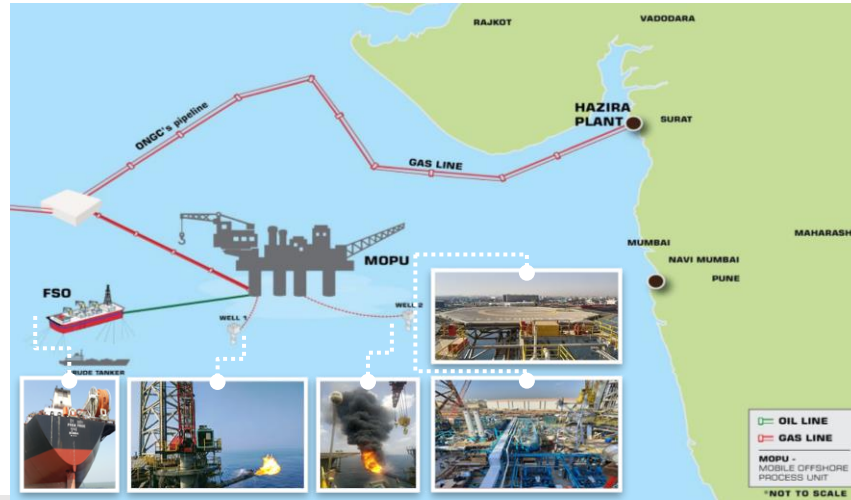 RAJKOT
VADODARA
ONGC's pipeline
HAZIRA
PLANT
SURAT
GAS LINE
MUMBAI
MAHARASH
NAVI MUMBAI
PUNE
MOPU
FSO
WELL 1
WELL 2
RUDE TANKER
OIL LINE
GAS LINE
MOPU -
MOBILE OFFSHORE
PROCESS UNIT
*NOT TO SCALE